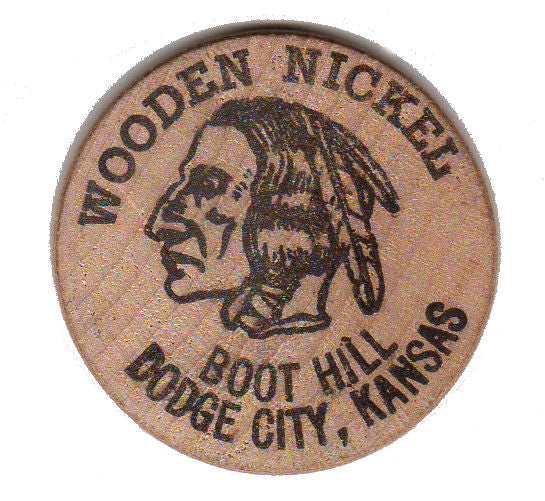 WOODEN NICKEL
BOOT HILL
DODGE CITY, KANSAS